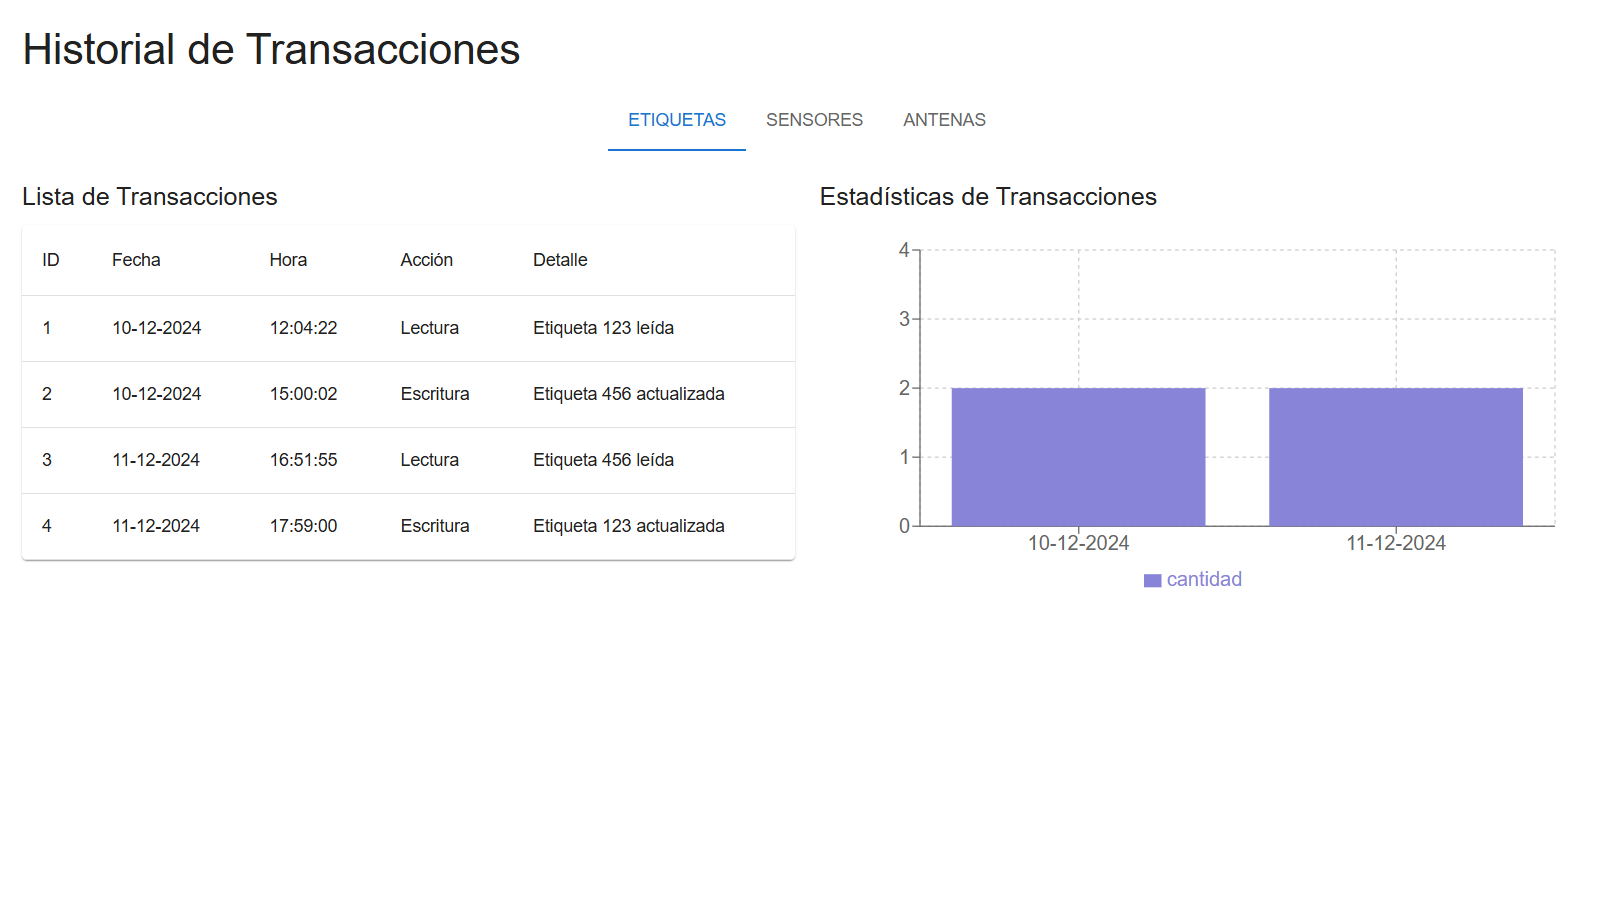 Historial de Transacciones
ETIQUETAS SENSORES ANTENAS
Lista de Transacciones
ID Fecha Hora Acción Detalle
1 10-12-2024 12:04:22 Lectura Etiqueta 123 leída
2 10-12-2024 15:00:02 Escritura Etiqueta 456 actualizada
3 11-12-2024 16:51:55 Lectura Etiqueta 456 leída
4 11-12-2024 17:59:00 Escritura Etiqueta 123 actualizada
Estadísticas de Transacciones
4
3
2
1
0
10-12-2024 11-12-2024
cantidad